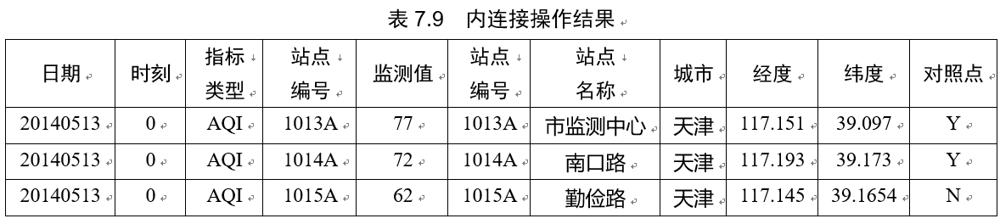 表 7.9 内连接操作结果
日期 时刻 指标类型 站点编号 监测值 站点编号 站点名称 城市 经度 纬度 对照点
20140513 0 AQI 1013A 77 1013A 市监测中心 天津 117.151 39.097 Y
20140513 0 AQI 1014A 72 1014A 南口路 天津 117.193 39.173 Y
20140513 0 AQI 1015A 62 1015A 勤俭路 天津 117.145 39.1654 N